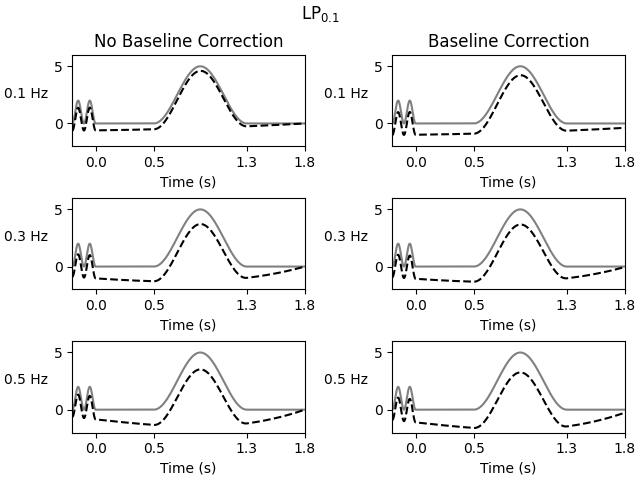 LP0.1
No Baseline Correction Baseline Correction
0.1 Hz 5 0 0.1 Hz 5 0
0.0 0.5 1.3 1.8 0.0 0.5 1.3 1.8
Time (s) Time (s)
0.3 Hz 5 0 0.3 Hz 5 0
0.0 0.5 1.3 1.8 0.0 0.5 1.3 1.8
Time (s) Time (s)
0.5 Hz 5 0 0.5 Hz 5 0
0.0 0.5 1.3 1.8 0.0 0.5 1.3 1.8
Time (s) Time (s)